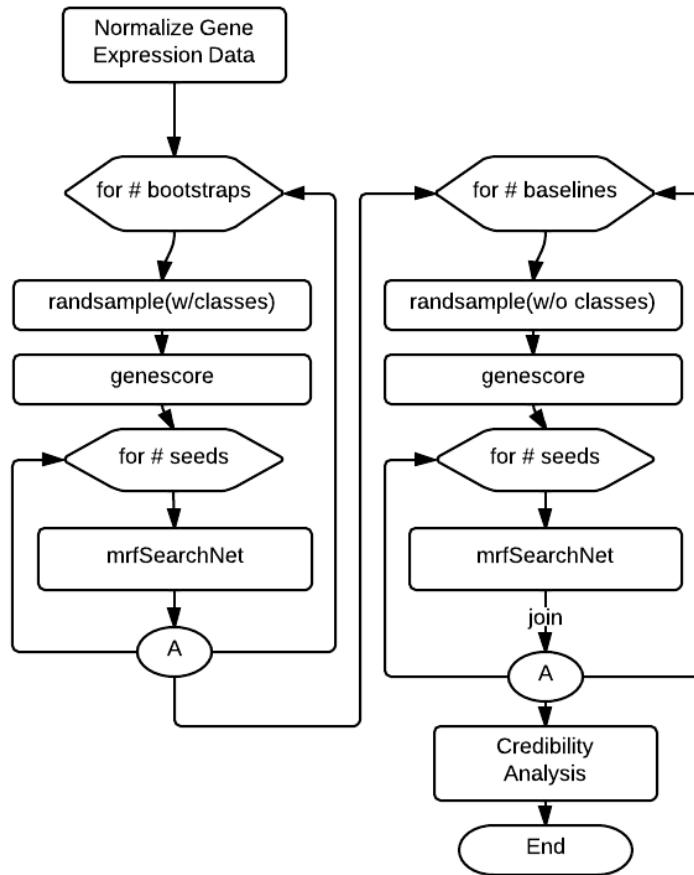 Normalize Gene
Expression Data
for # bootstraps
randsample(w/classes)
genescore
for # seeds
mrfSearchNet
A
for # baselines
randsample(w/o classes)
genescore
for # seeds
mrfSearchNet
join
A
Credibility
Analysis
End